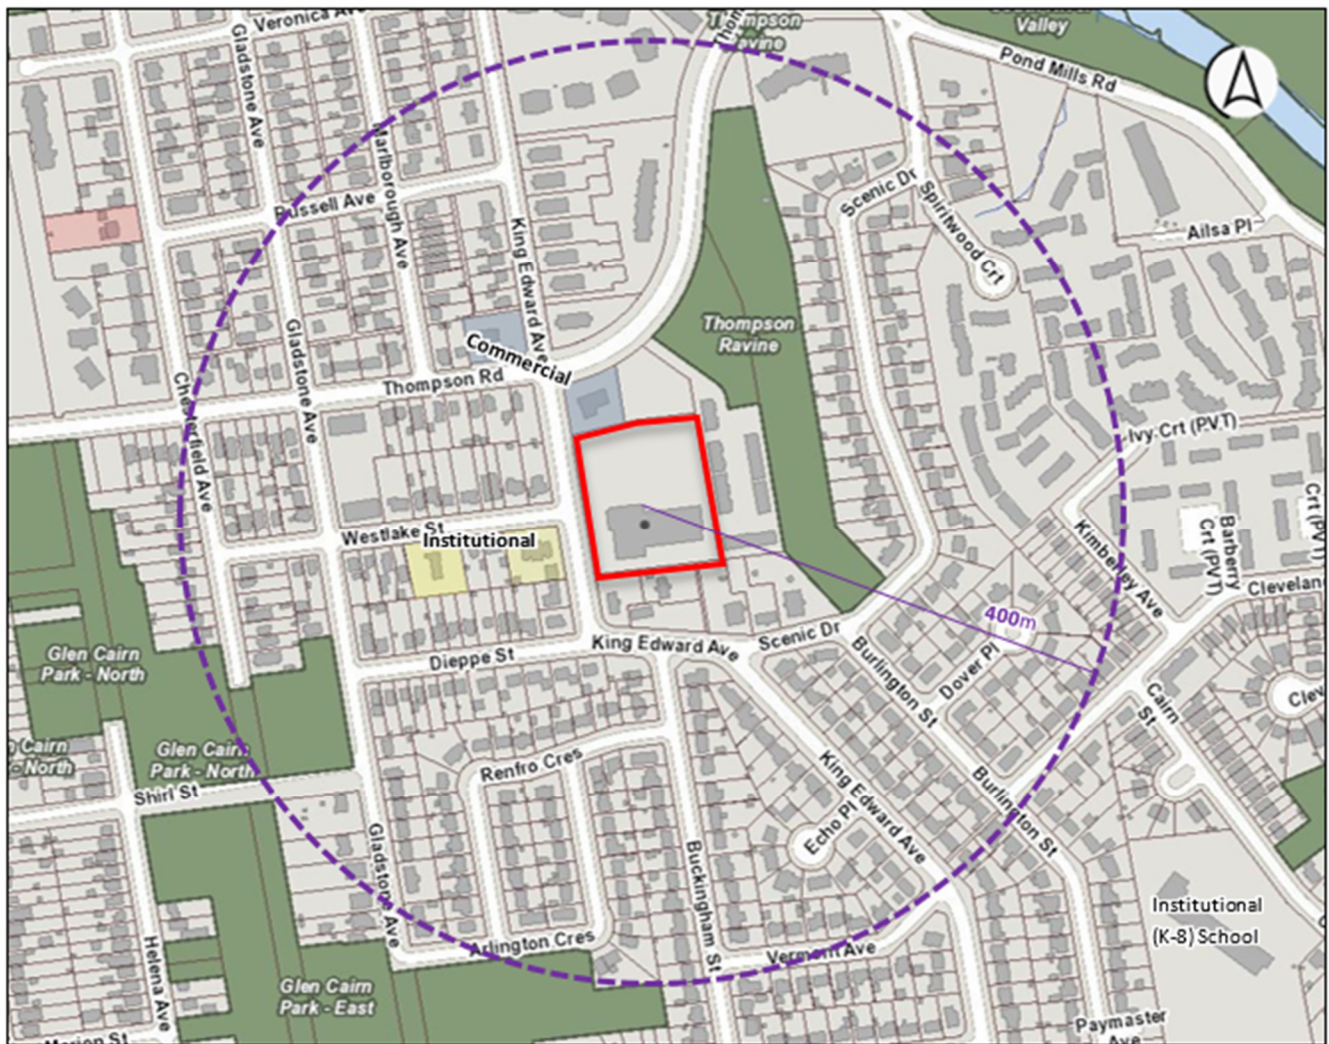 Veronica Ave
Thompson
Ravine
Valley
Pond Mills Rd
Gladstone Ave
Marlborough Ave
Russell Ave
King Edward Ave
Scenic Dr
Spiritwood Crt
Ailsa Pl
Thompson
Ravine
Commercial
Thompson Rd
Gladstone Ave
Chesterfield Ave
Ivy Crt (PVT)
Westlake St
Institutional
Kimberley Ave
Barberry
Crt (PVT)
Crt (PVT)
Clevelan
400m
Dieppe St
King Edward Ave
Scenic Dr
Dover Pl
Burlington St
Glen Cairn
Park - North
Cairn
St
Clev
n Cairn
- North
Glen Cairn
Park - North
Shirl St
Renfro Cres
King Edward Ave
Echo Pl
Burlington St
Gladstone Ave
Buckingham St
Institutional
(K-8) School
Arlington Cres
Vermont Ave
Helena Ave
Glen Cairn
Park - East
Paymaster
Ave